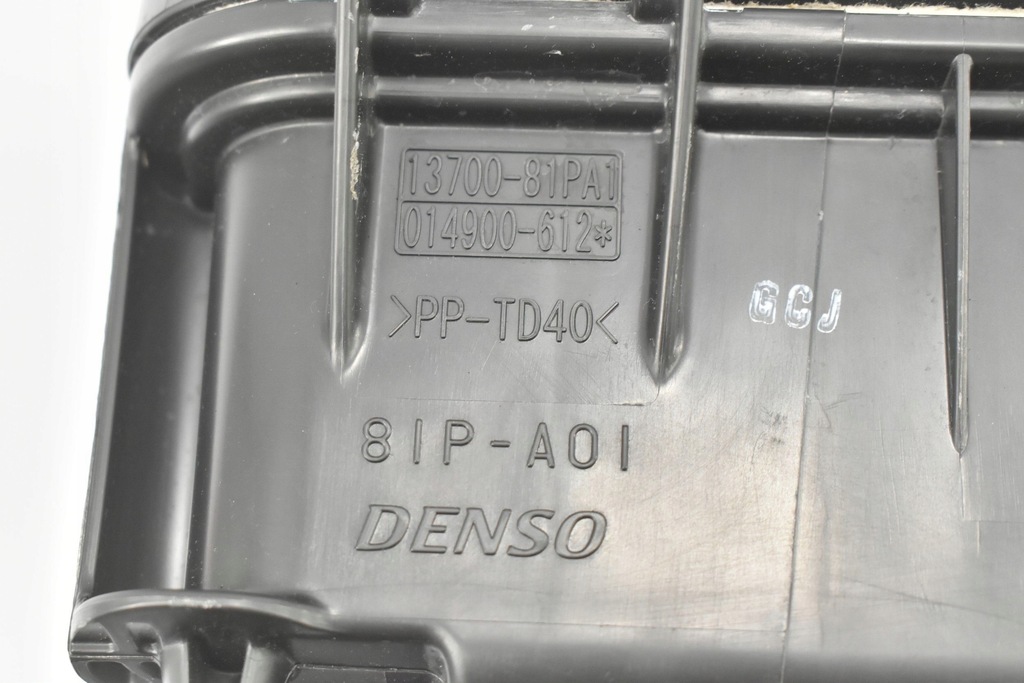 13700-81PA1
014900-612*
>PP-TD40<
GCJ
81P-A01
DENSO